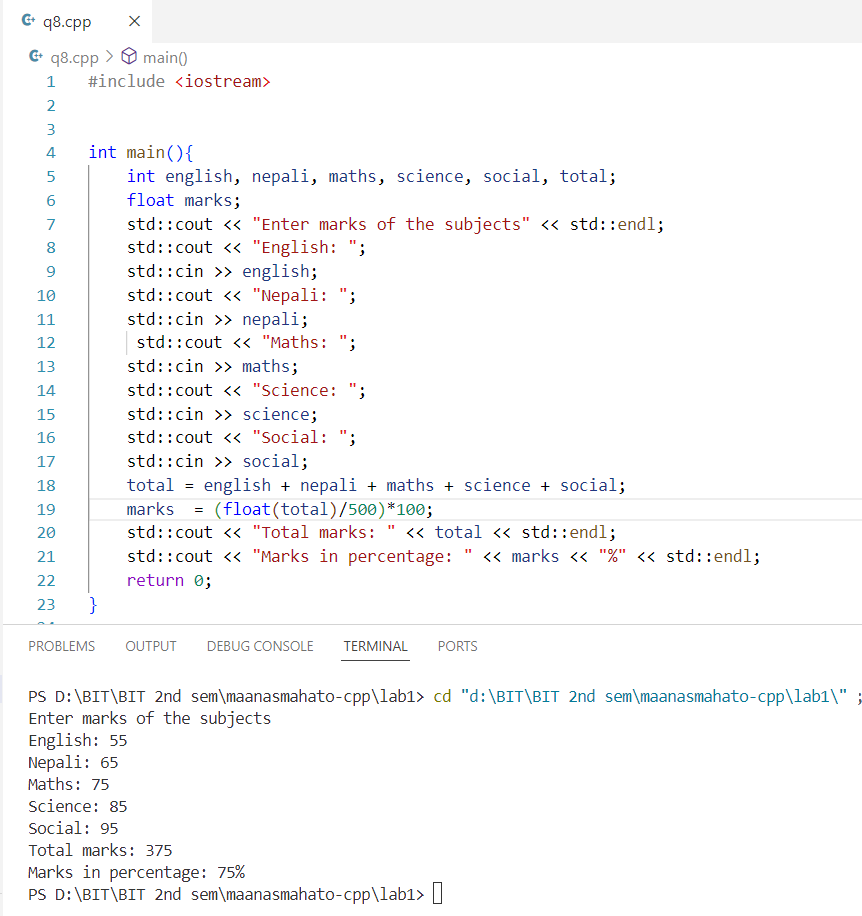 q8.cpp ×
q8.cpp > main()
1 #include <iostream>
2
3
4 int main(){
5     int english, nepali, maths, science, social, total;
6     float marks;
7     std::cout << "Enter marks of the subjects" << std::endl;
8     std::cout << "English: ";
9     std::cin >> english;
10     std::cout << "Nepali: ";
11     std::cin >> nepali;
12      std::cout << "Maths: ";
13     std::cin >> maths;
14     std::cout << "Science: ";
15     std::cin >> science;
16     std::cout << "Social: ";
17     std::cin >> social;
18     total = english + nepali + maths + science + social;
19     marks  = (float(total)/500)*100;
20     std::cout << "Total marks: " << total << std::endl;
21     std::cout << "Marks in percentage: " << marks << "%" << std::endl;
22     return 0;
23 }
PROBLEMS OUTPUT DEBUG CONSOLE TERMINAL PORTS
PS D:\BIT\BIT 2nd sem\maanasmahato-cpp\lab1> cd "d:\BIT\BIT 2nd sem\maanasmahato-cpp\lab1\" ;
Enter marks of the subjects
English: 55
Nepali: 65
Maths: 75
Science: 85
Social: 95
Total marks: 375
Marks in percentage: 75%
PS D:\BIT\BIT 2nd sem\maanasmahato-cpp\lab1>